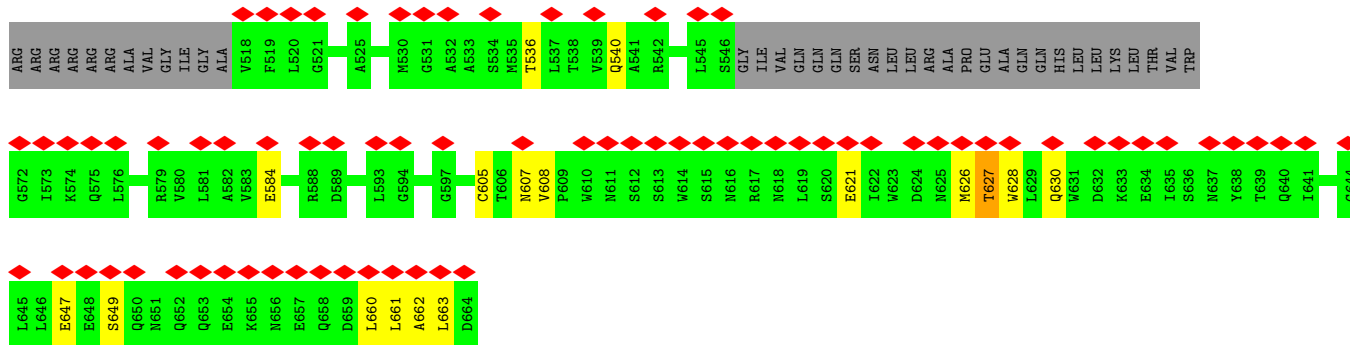 ARG ARG ARG ARG ARG ARG ALA VAL GLY ILE GLY ALA V518 F519 L520 G521 A525 M530 G531 A532 A533 S534 M535 T536 L537 T538 V539 Q540 A541 R542 L545 S546 GLY ILE VAL GLN GLN GLN SER ASN LEU LEU ARG ALA PRO GLU ALA GLN GLN HIS LEU LEU LYS LEU THR VAL TRP
G572 I573 K574 Q575 L576 R579 V580 L581 A582 V583 E584 R588 D589 L593 G594 G597 C605 T606 N607 V608 P609 W610 N611 S612 S613 W614 S615 N616 R617 N618 L619 S620 E621 I622 W623 D624 N625 M626 T627 W628 L629 Q630 W631 D632 K633 E634 I635 S636 N637 Y638 T639 Q640 I641
L645 L646 E647 E648 S649 Q650 N651 Q652 Q653 E654 K655 N656 E657 Q658 D659 L660 L661 A662 L663 D664